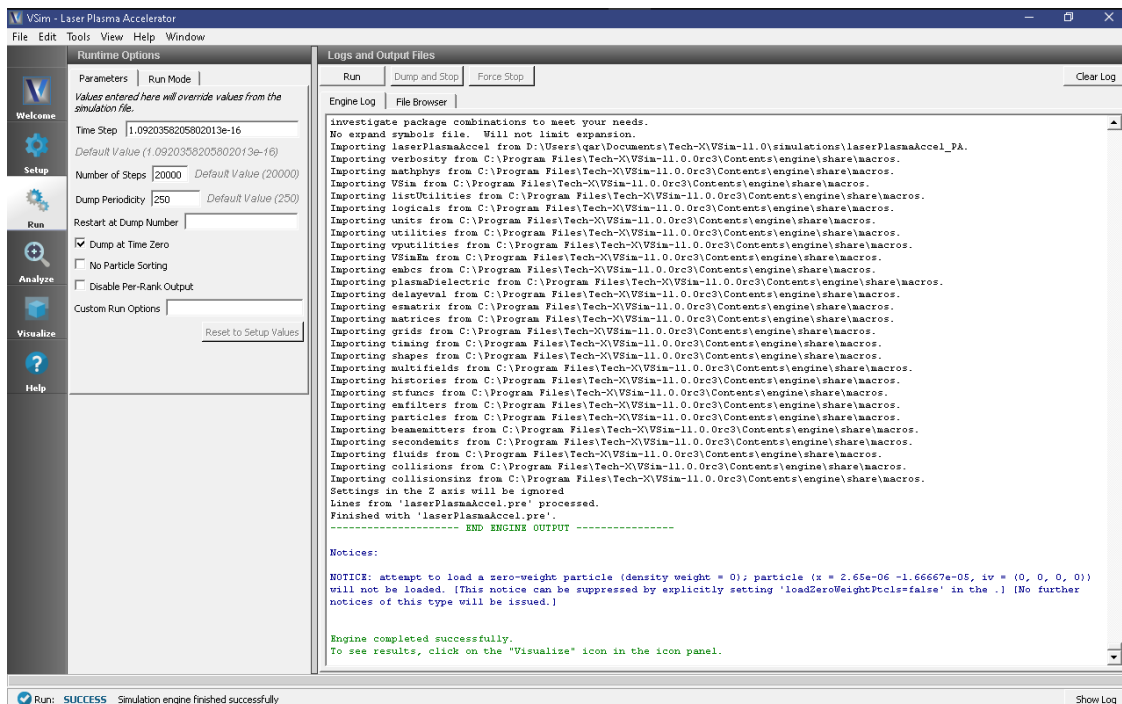 VSim - Laser Plasma Accelerator
File Edit Tools View Help Window
Welcome
Setup
Run
Analyze
Visualize
Help
Runtime Options
Parameters
Run Mode
Values entered here will override values from the
simulation file.
Time Step 1.0920358205802013e-16
Default Value (1.0920358205802013e-16)
Number of Steps 20000 Default Value (20000)
Dump Periodicity 250 Default Value (250)
Restart at Dump Number
Dump at Time Zero
No Particle Sorting
Disable Per-Rank Output
Custom Run Options
Reset to Setup Values
Logs and Output Files
Run Dump and Stop Force Stop Clear Log
Engine Log File Browser
investigate package combinations to meet your needs.
No expand symbols file. Will not limit expansion.
Importing laserPlasmaAccel from D:\Users\qar\Documents\Tech-X\VSim-11.0\simulations\laserPlasmaAccel_PA.
Importing verbosity from C:\Program Files\Tech-X\VSim-11.0.0rc3\Contents\engine\share\macros.
Importing mathphys from C:\Program Files\Tech-X\VSim-11.0.0rc3\Contents\engine\share\macros.
Importing VSim from C:\Program Files\Tech-X\VSim-11.0.0rc3\Contents\engine\share\macros.
Importing listUtilities from C:\Program Files\Tech-X\VSim-11.0.0rc3\Contents\engine\share\macros.
Importing logicals from C:\Program Files\Tech-X\VSim-11.0.0rc3\Contents\engine\share\macros.
Importing units from C:\Program Files\Tech-X\VSim-11.0.0rc3\Contents\engine\share\macros.
Importing utilities from C:\Program Files\Tech-X\VSim-11.0.0rc3\Contents\engine\share\macros.
Importing vputilities from C:\Program Files\Tech-X\VSim-11.0.0rc3\Contents\engine\share\macros.
Importing VSimEm from C:\Program Files\Tech-X\VSim-11.0.0rc3\Contents\engine\share\macros.
Importing embcs from C:\Program Files\Tech-X\VSim-11.0.0rc3\Contents\engine\share\macros.
Importing plasmaDielectric from C:\Program Files\Tech-X\VSim-11.0.0rc3\Contents\engine\share\macros.
Importing delayeval from C:\Program Files\Tech-X\VSim-11.0.0rc3\Contents\engine\share\macros.
Importing esmatrix from C:\Program Files\Tech-X\VSim-11.0.0rc3\Contents\engine\share\macros.
Importing matrices from C:\Program Files\Tech-X\VSim-11.0.0rc3\Contents\engine\share\macros.
Importing grids from C:\Program Files\Tech-X\VSim-11.0.0rc3\Contents\engine\share\macros.
Importing timing from C:\Program Files\Tech-X\VSim-11.0.0rc3\Contents\engine\share\macros.
Importing shapes from C:\Program Files\Tech-X\VSim-11.0.0rc3\Contents\engine\share\macros.
Importing multifields from C:\Program Files\Tech-X\VSim-11.0.0rc3\Contents\engine\share\macros.
Importing histories from C:\Program Files\Tech-X\VSim-11.0.0rc3\Contents\engine\share\macros.
Importing stfuncs from C:\Program Files\Tech-X\VSim-11.0.0rc3\Contents\engine\share\macros.
Importing emfilters from C:\Program Files\Tech-X\VSim-11.0.0rc3\Contents\engine\share\macros.
Importing particles from C:\Program Files\Tech-X\VSim-11.0.0rc3\Contents\engine\share\macros.
Importing beamemitters from C:\Program Files\Tech-X\VSim-11.0.0rc3\Contents\engine\share\macros.
Importing secondemits from C:\Program Files\Tech-X\VSim-11.0.0rc3\Contents\engine\share\macros.
Importing fluids from C:\Program Files\Tech-X\VSim-11.0.0rc3\Contents\engine\share\macros.
Importing collisions from C:\Program Files\Tech-X\VSim-11.0.0rc3\Contents\engine\share\macros.
Importing collisionsinz from C:\Program Files\Tech-X\VSim-11.0.0rc3\Contents\engine\share\macros.
Settings in the Z axis will be ignored
Lines from 'laserPlasmaAccel.pre' processed.
Finished with 'laserPlasmaAccel.pre'.
--------------------- END ENGINE OUTPUT ----------------
Notices:
NOTICE: attempt to load a zero-weight particle (density weight = 0); particle (x = 2.65e-06 -1.66667e-05, iv = (0, 0, 0, 0))
will not be loaded. [This notice can be suppressed by explicitly setting 'loadZeroWeightPtcls=false' in the .] [No further
notices of this type will be issued.]
Engine completed successfully.
To see results, click on the "Visualize" icon in the icon panel.
Run: SUCCESS Simulation engine finished successfully
Show Log